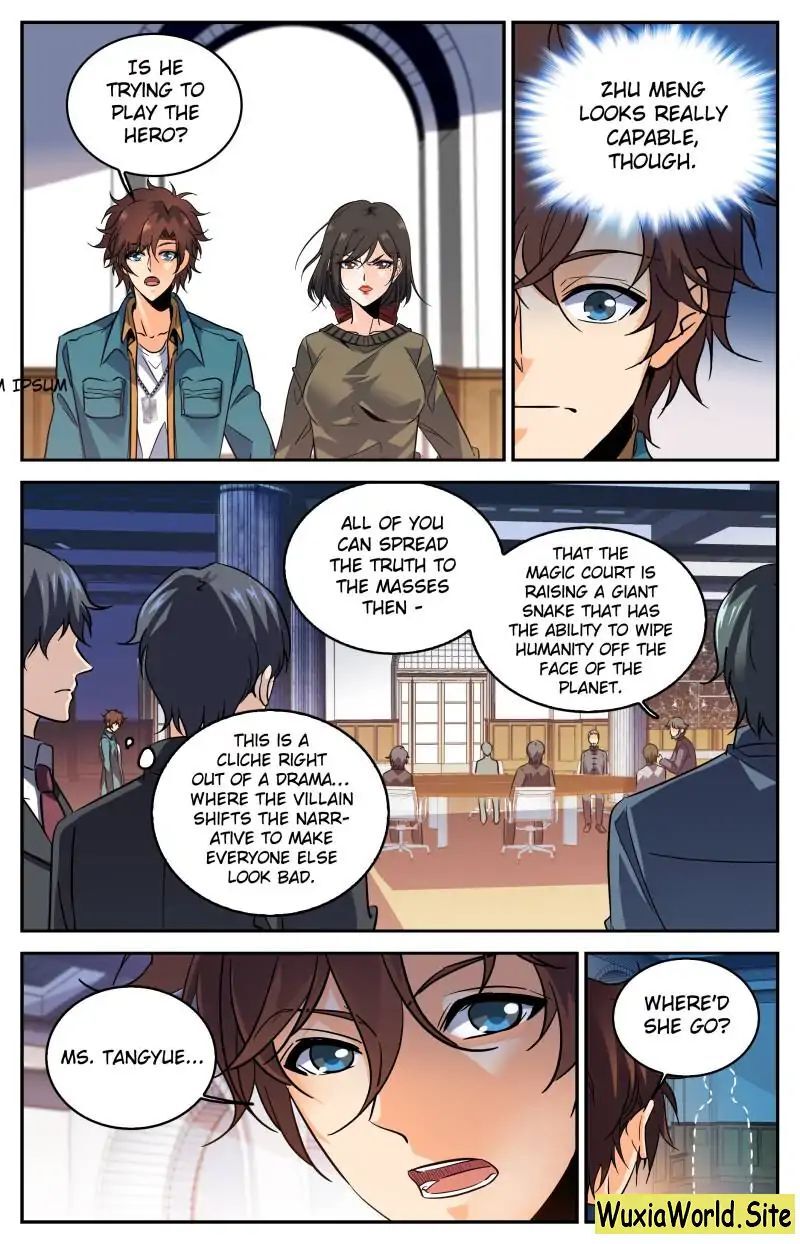 IS HE
TRYING TO
PLAY THE
HERO?
ZHU MENG
LOOKS REALLY
CAPABLE,
THOUGH.
M IPSUM
ALL OF YOU
CAN SPREAD
THE TRUTH TO
THE MASSES
THEN -
THAT THE
MAGIC COURT IS
RAISING A GIANT
SNAKE THAT HAS
THE ABILITY TO WIPE
HUMANITY OFF THE
FACE OF THE
PLANET.
THIS IS A
CLICHE RIGHT
OUT OF A DRAMA...
WHERE THE VILLAIN
SHIFTS THE NARR-
ATIVE TO MAKE
EVERYONE ELSE
LOOK BAD.
MS. TANGYUE...
WHERE'D
SHE GO?
WuxiaWorld.Site